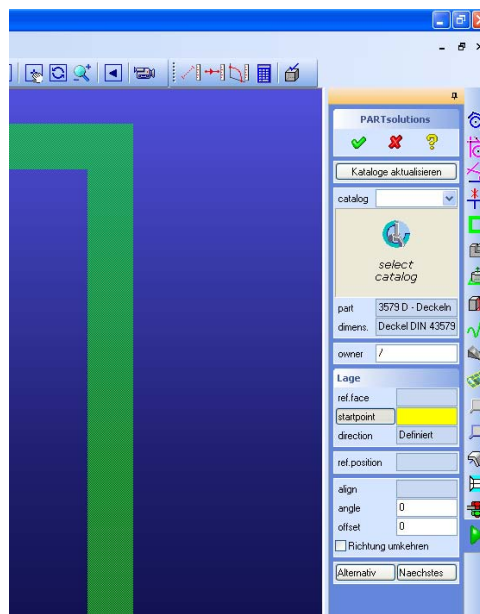 PARTsolutions
Kataloge aktualisieren
catalog
select
catalog
part 3579 D - Deckeln
dimens. Deckel DIN 43579
owner /
Lage
ref.face
startpoint
direction Definiert
ref.position
align
angle 0
offset 0
Richtung umkehren
Alternativ Naechstes